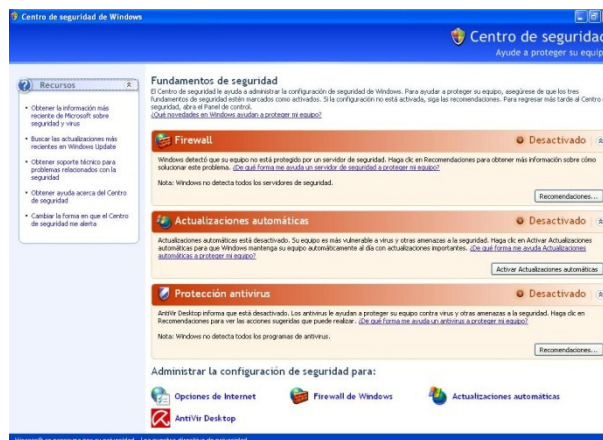 Centro de seguridad de Windows
Centro de seguridad
Ayude a proteger su equip
Recursos
Obtener la información más
reciente de Microsoft sobre
seguridad y virus
Buscar las actualizaciones más
recientes en Windows Update
Obtener soporte técnico para
problemas relacionados con la
seguridad
Obtener ayuda acerca del Centro
de seguridad
Cambiar la forma en que el Centro
de seguridad me alerta
Fundamentos de seguridad
El Centro de seguridad le ayuda a administrar la configuración de seguridad de Windows. Para ayudar a proteger su equipo, asegúrese de que los tres
fundamentos de seguridad estén marcados como activados. Si la configuración no está activada, siga las recomendaciones. Para regresar más tarde al Centro
seguridad, abra el Panel de control.
¿Qué novedades en Windows ayudan a proteger mi equipo?
Firewall
Desactivado
Windows detectó que su equipo no está protegido por un servidor de seguridad. Haga clic en Recomendaciones para obtener más información sobre cómo
solucionar este problema. ¿De qué forma me ayuda un servidor de seguridad a proteger mi equipo?
Nota: Windows no detecta todos los servidores de seguridad.
Recomendaciones...
Actualizaciones automáticas
Desactivado
Actualizaciones automáticas está desactivado. Su equipo es más vulnerable a virus y otras amenazas a la seguridad. Haga clic en Activar Actualizaciones
automáticas para que Windows mantenga su equipo automáticamente al día con actualizaciones importantes. ¿De qué forma me ayuda Actualizaciones
automáticas a proteger mi equipo?
Activar Actualizaciones automáticas
Protección antivirus
Desactivado
AntiVir Desktop informa que está desactivado. Los antivirus le ayudan a proteger su equipo contra virus y otras amenazas a la seguridad. Haga clic en
Recomendaciones para ver las acciones sugeridas que puede realizar. ¿De qué forma me ayuda un antivirus a proteger mi equipo?
Nota: Windows no detecta todos los programas de antivirus.
Recomendaciones...
Administrar la configuración de seguridad para:
Opciones de Internet
Firewall de Windows
Actualizaciones automáticas
AntiVir Desktop